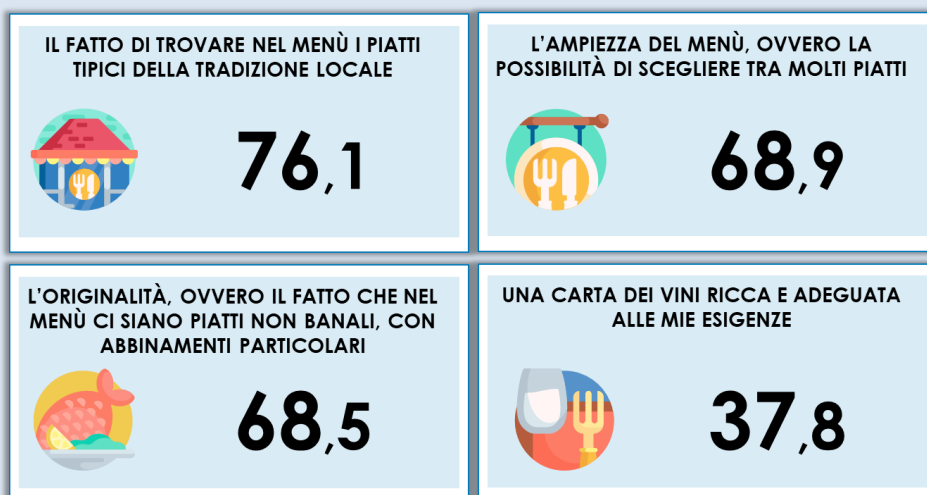 IL FATTO DI TROVARE NEL MENÙ I PIATTI
TIPICI DELLA TRADIZIONE LOCALE
76,1
L'AMPIEZZA DEL MENÙ, OVVERO LA
POSSIBILITÀ DI SCEGLIERE TRA MOLTI PIATTI
68,9
L'ORIGINALITÀ, OVVERO IL FATTO CHE NEL
MENÙ CI SIANO PIATTI NON BANALI, CON
ABBINAMENTI PARTICOLARI
68,5
UNA CARTA DEI VINI RICCA E ADEGUATA
ALLE MIE ESIGENZE
37,8